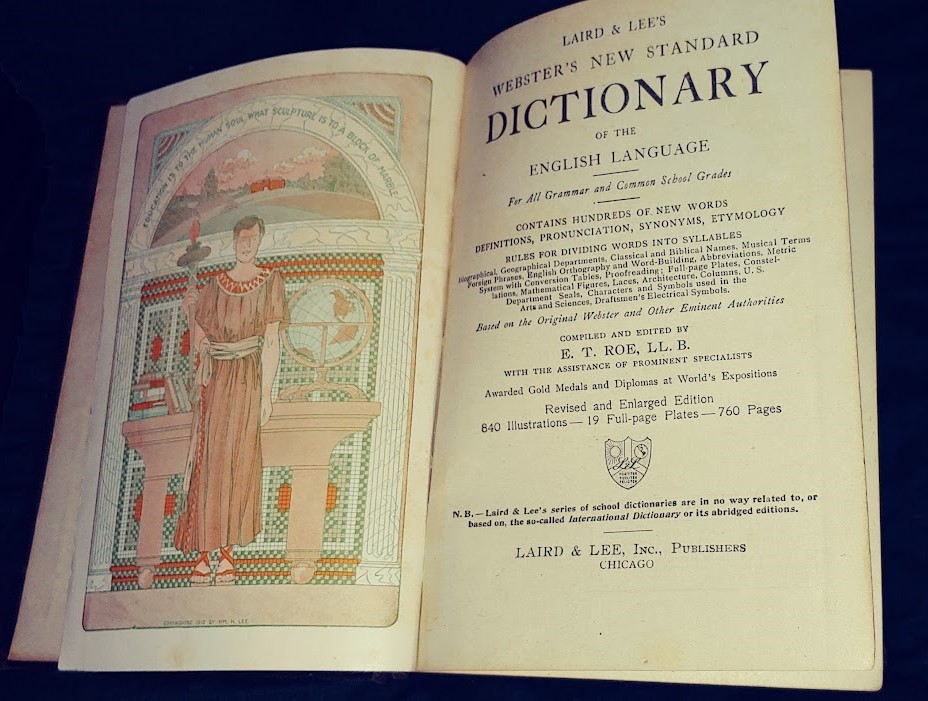 EDUCATION IS TO THE HUMAN SOUL WHAT SCULPTURE IS TO A BLOCK OF MARBLE
COPYRIGHT 1912 BY WM. H. LEE
LAIRD & LEE'S
WEBSTER'S NEW STANDARD
DICTIONARY
OF THE
ENGLISH LANGUAGE
For All Grammar and Common School Grades
CONTAINS HUNDREDS OF NEW WORDS
DEFINITIONS, PRONUNCIATION, SYNONYMS, ETYMOLOGY
RULES FOR DIVIDING WORDS INTO SYLLABLES
Biographical, Geographical Departments, Classical and Biblical Names, Musical Terms
Foreign Phrases, English Orthography and Word-Building, Abbreviations, Metric
System with Conversion Tables, Proofreading; Full-page Plates, Constel-
lations, Mathematical Figures, Laces, Architecture, Columns, U. S.
Department Seals, Characters and Symbols used in the
Arts and Sciences, Draftsmen's Electrical Symbols.
Based on the Original Webster and Other Eminent Authorities
COMPILED AND EDITED BY
E. T. ROE, LL. B.
WITH THE ASSISTANCE OF PROMINENT SPECIALISTS
Awarded Gold Medals and Diplomas at World's Expositions
Revised and Enlarged Edition
840 Illustrations—19 Full-page Plates—760 Pages
L&L
N. B.—Laird & Lee's series of school dictionaries are in no way related to, or
based on, the so-called International Dictionary or its abridged editions.
LAIRD & LEE, Inc., Publishers
CHICAGO